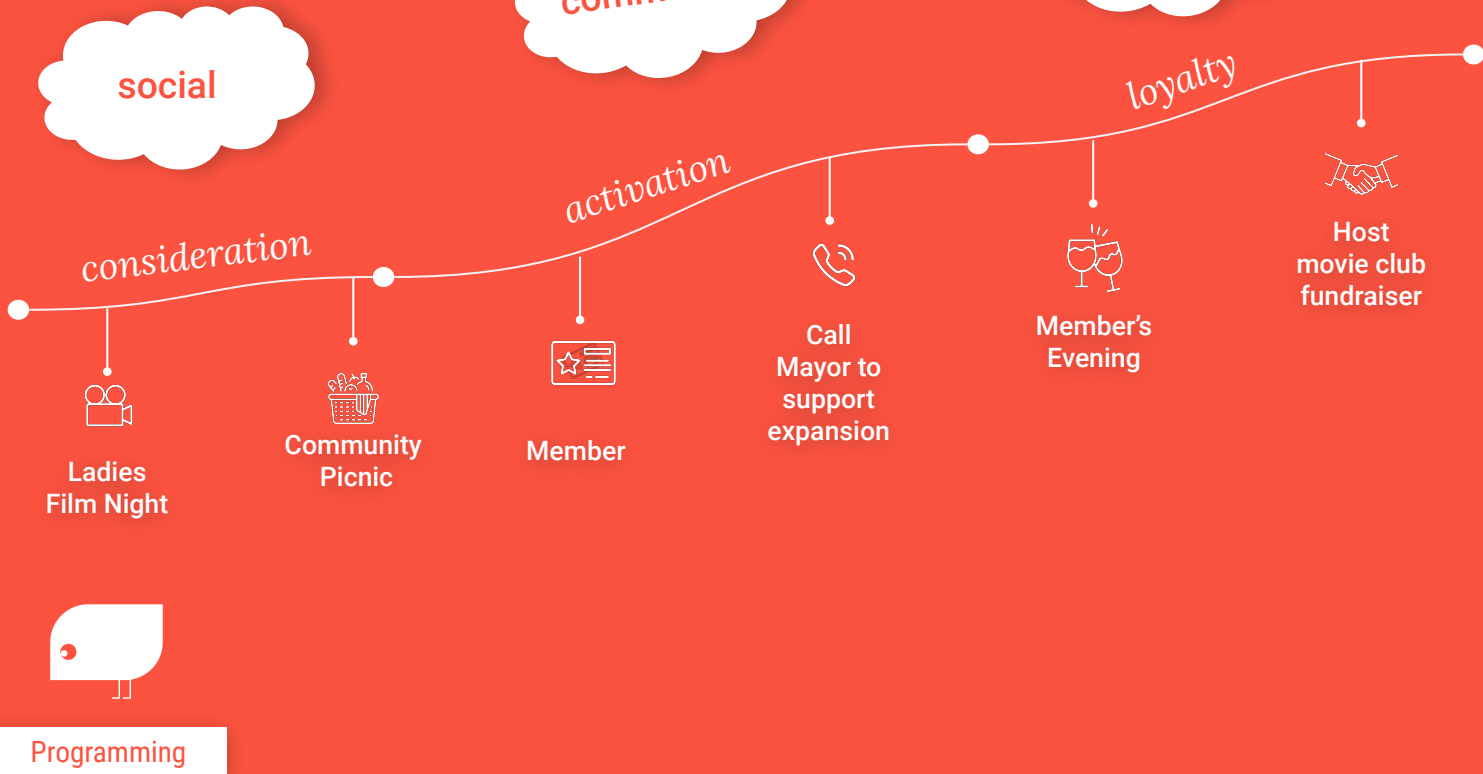 social
consideration
activation
loyalty
Ladies
Film Night
Community
Picnic
Member
Call
Mayor to
support
expansion
Member’s
Evening
Host
movie club
fundraiser
Programming